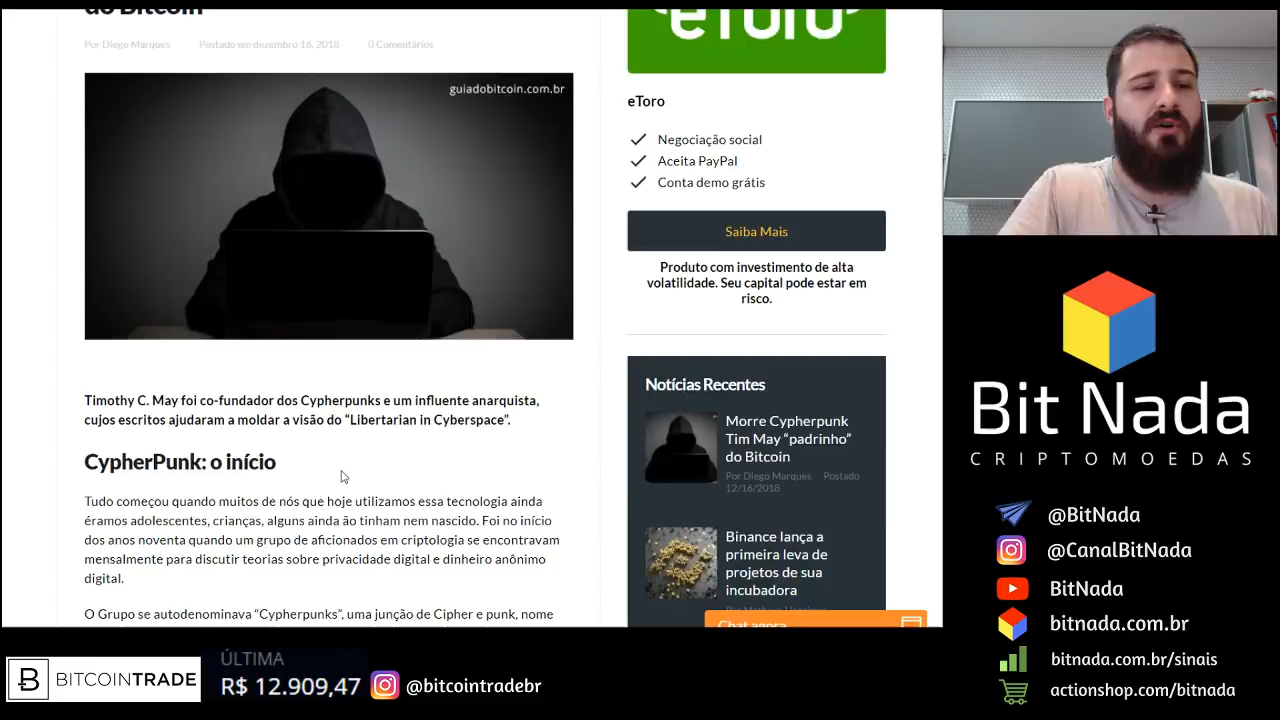 do Bitcoin
Por Diego Marques Postado em dezembro 16, 2018 0 Comentários
guiadobitcoin.com.br
Timothy C. May foi co-fundador dos Cypherpunks e um influente anarquista,
cujos escritos ajudaram a moldar a visão do “Libertarian in Cyberspace”.
CypherPunk: o início
Tudo começou quando muitos de nós que hoje utilizamos essa tecnologia ainda
éramos adolescentes, crianças, alguns ainda ão tinham nem nascido. Foi no início
dos anos noventa quando um grupo de aficionados em criptologia se encontravam
mensalmente para discutir teorias sobre privacidade digital e dinheiro anônimo
digital.
O Grupo se autodenominava “Cypherpunks”, uma junção de Cipher e punk, nome
eToro
eToro
Negociação social
Aceita PayPal
Conta demo grátis
Saiba Mais
Produto com investimento de alta
volatilidade. Seu capital pode estar em
risco.
Notícias Recentes
Morre Cypherpunk
Tim May “padrinho”
do Bitcoin
Por Diego Marques Postado
12/16/2018
Binance lança a
primeira leva de
projetos de sua
incubadora
Chat agora
Bit Nada
CRIPTOMOEDAS
@BitNada
@CanalBitNada
BitNada
bitnada.com.br
bitnada.com.br/sinais
actionshop.com/bitnada
BITCOINTRADE
ÚLTIMA
R$ 12.909,47
@bitcointradebr